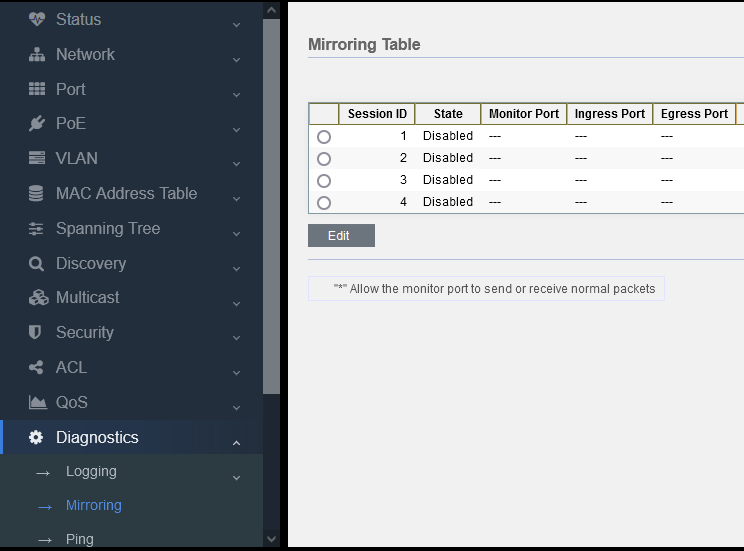 Status
Network
Port
PoE
VLAN
MAC Address Table
Spanning Tree
Discovery
Multicast
Security
ACL
QoS
Diagnostics
Logging
Mirroring
Ping
Mirroring Table
Session ID State Monitor Port Ingress Port Egress Port
1 Disabled --- --- ---
2 Disabled --- --- ---
3 Disabled --- --- ---
4 Disabled --- --- ---
Edit
"*" Allow the monitor port to send or receive normal packets